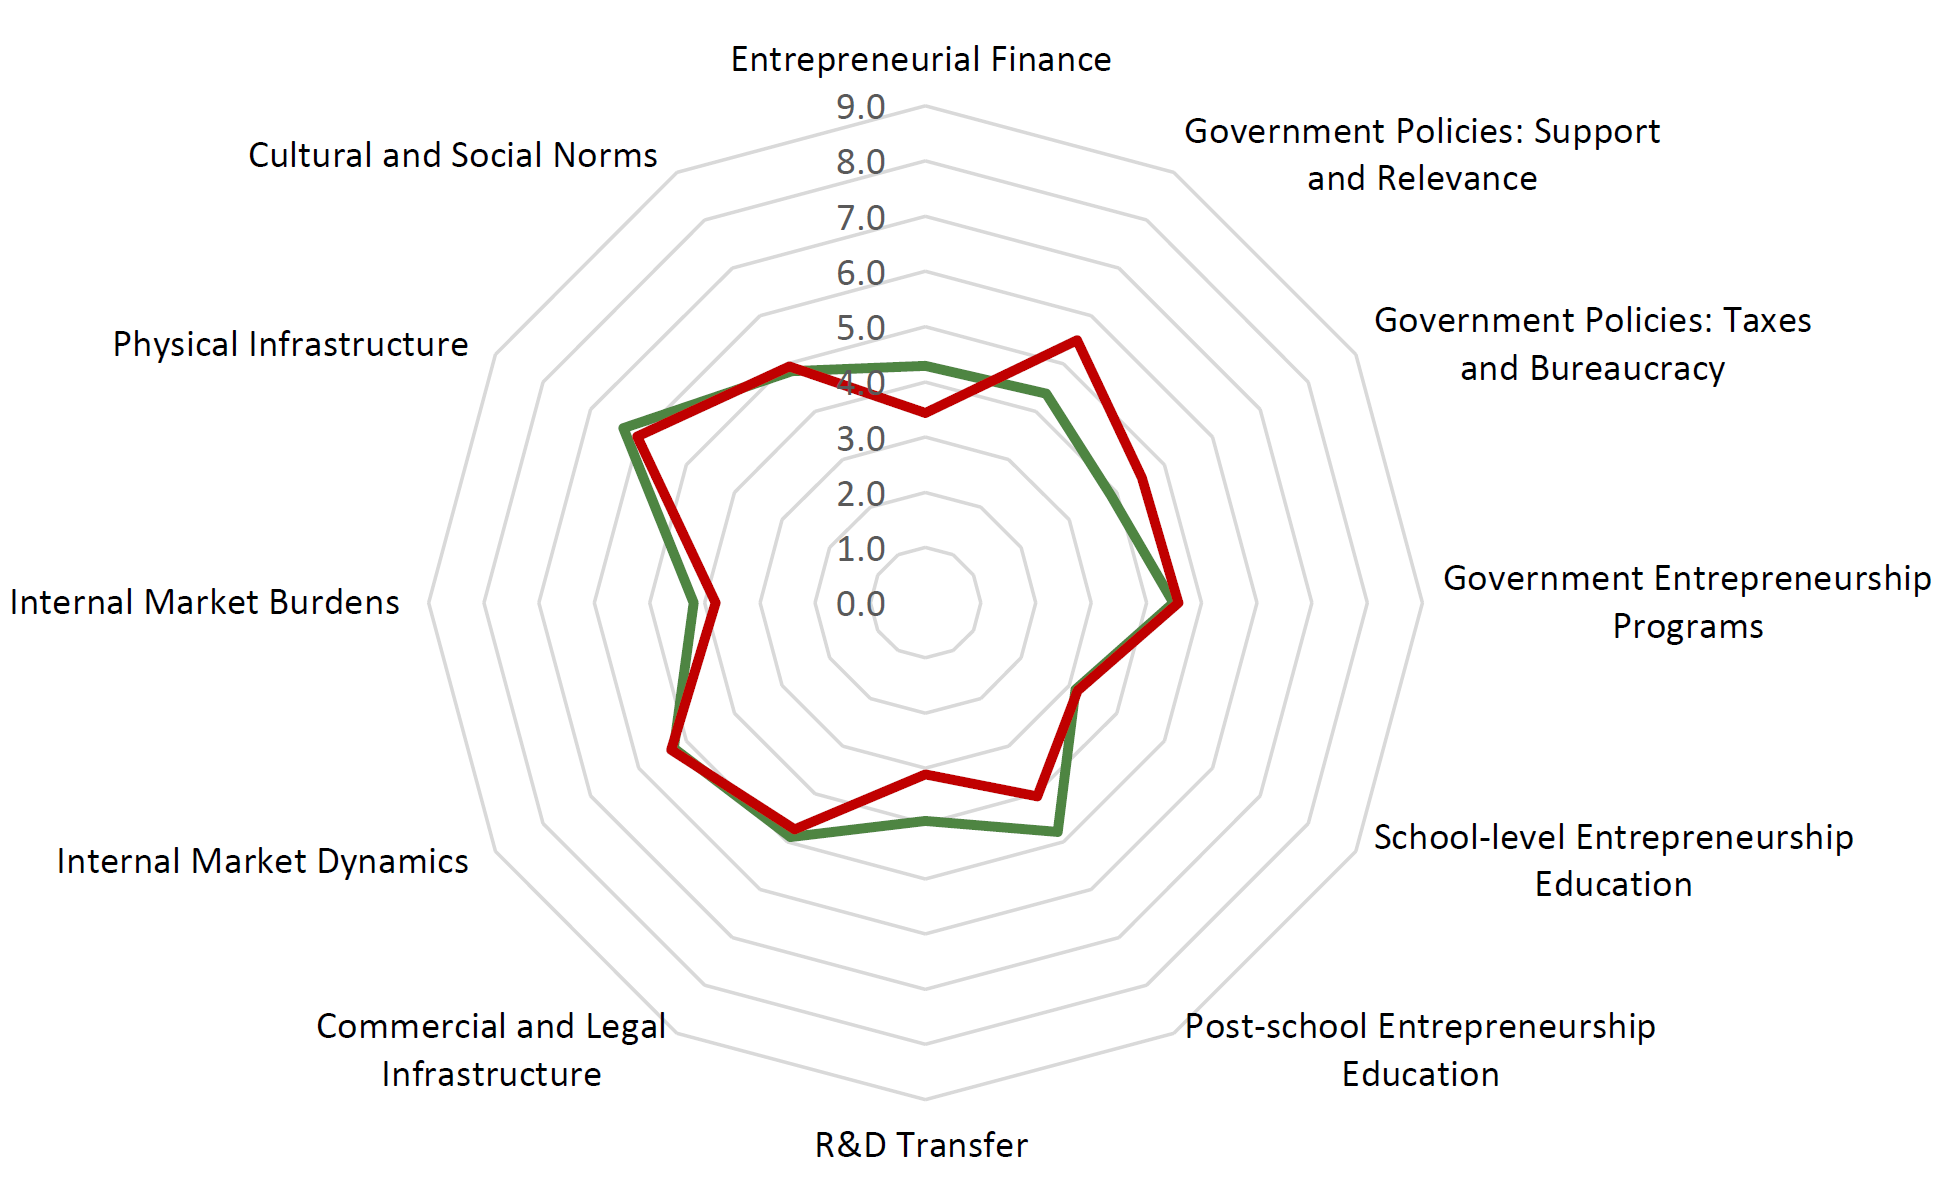 Entrepreneurial Finance
9.0
Government Policies: Support
and Relevance
Cultural and Social Norms
8.0
7.0
6.0
5.0
4.0
3.0
2.0
1.0
0.0
Government Policies: Taxes
and Bureaucracy
Physical Infrastructure
Government Entrepreneurship
Programs
Internal Market Burdens
School-level Entrepreneurship
Education
Internal Market Dynamics
Post-school Entrepreneurship
Education
Commercial and Legal
Infrastructure
R&D Transfer